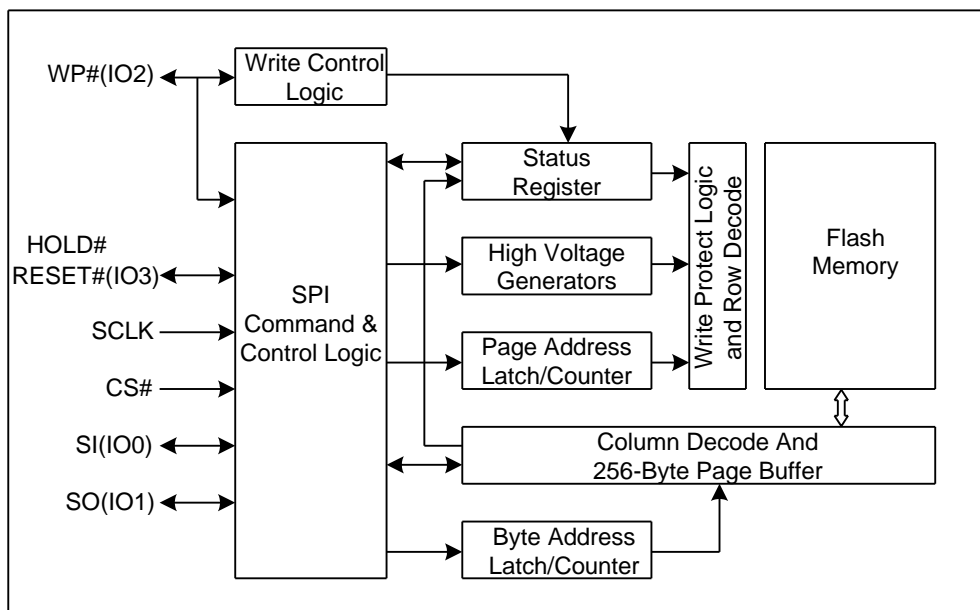 WP#(IO2)
Write Control
Logic
HOLD#
RESET#(IO3)
SCLK
CS#
SI(IO0)
SO(IO1)
SPI
Command &
Control Logic
Status
Register
High Voltage
Generators
Page Address
Latch/Counter
Write Protect Logic
and Row Decode
Flash
Memory
Column Decode And
256-Byte Page Buffer
Byte Address
Latch/Counter